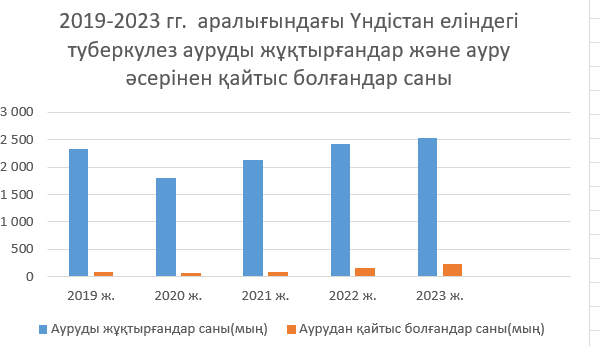 2019-2023 гг.  аралығындағы Үндістан еліндегі
туберкулез ауруды жұқтырғандар және ауру
әсерінен қайтыс болғандар саны
3 000
2 500
2 000
1 500
1 000
500
0
2019 ж. 2020 ж. 2021 ж. 2022 ж. 2023 ж.
Ауруды жұқтырғандар саны(мың) Аурудан қайтыс болғандар саны(мың)